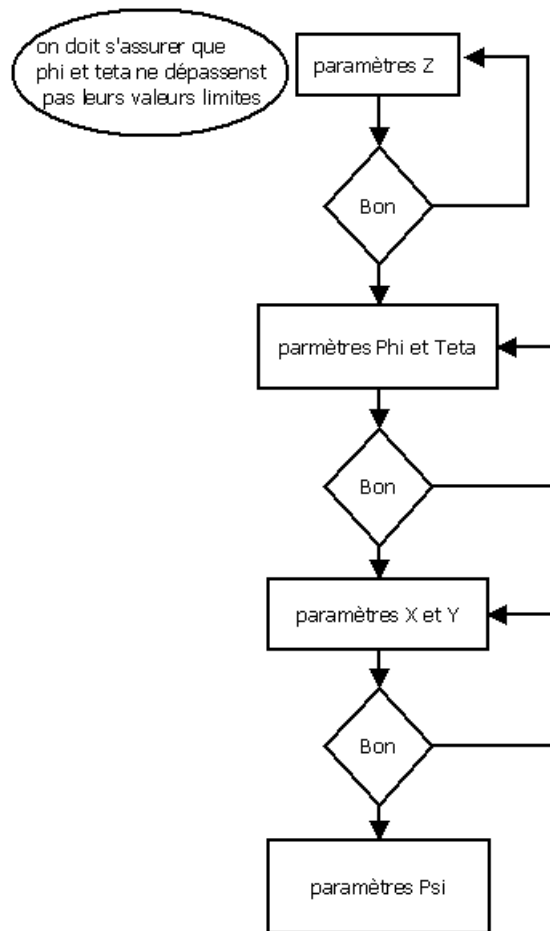 on doit s'assurer que
phi et teta ne dépassenst
pas leurs valeurs limites
paramètres Z
Bon
parmètres Phi et Teta
Bon
paramètres X et Y
Bon
paramètres Psi